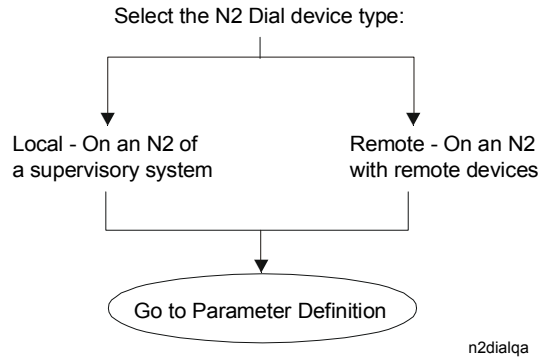 Select the N2 Dial device type:
Local - On an N2 of
a supervisory system
Remote - On an N2
with remote devices
Go to Parameter Definition
n2dialqa